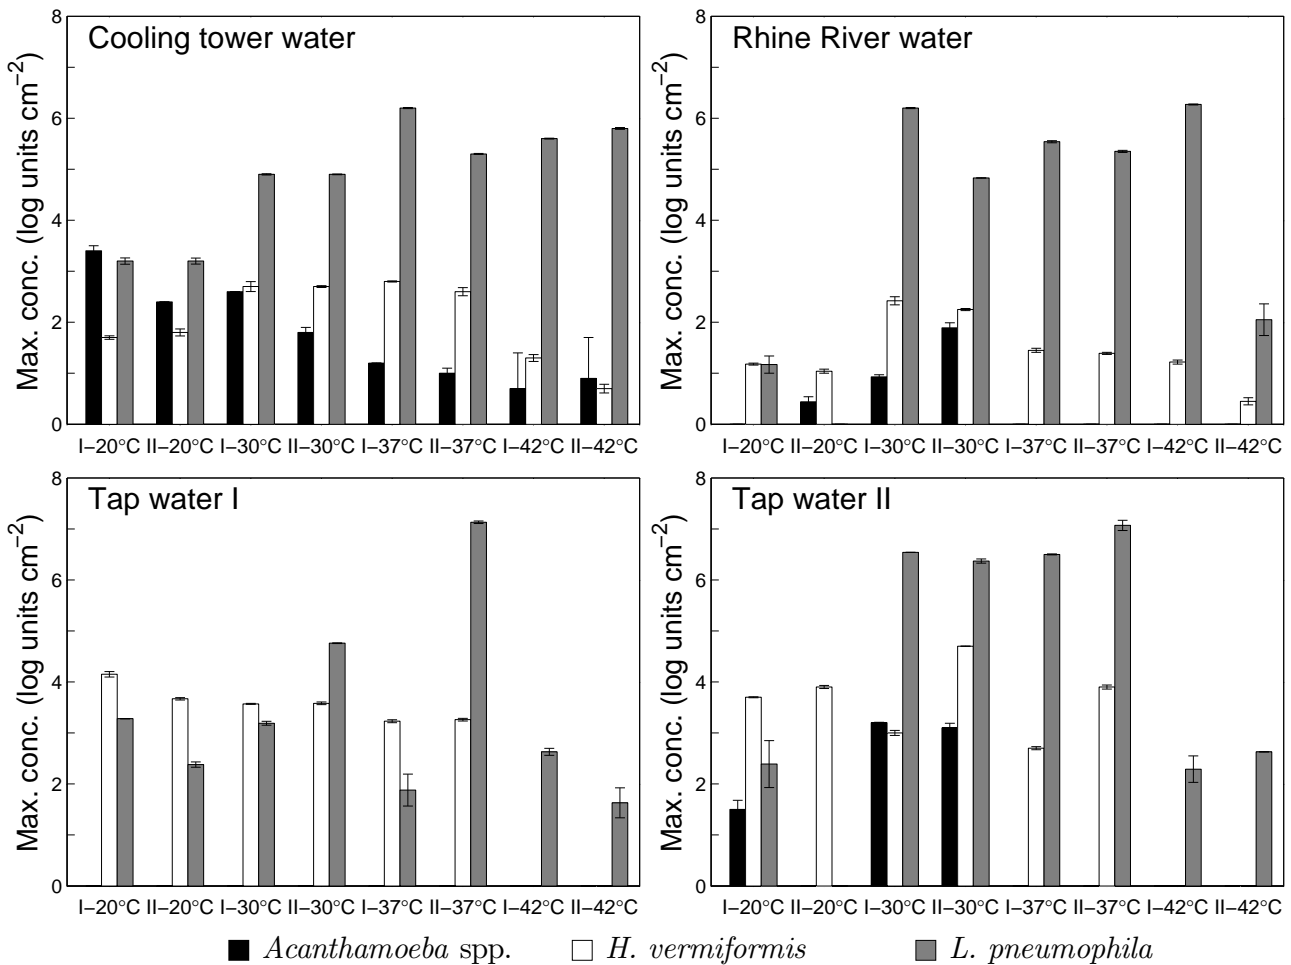 Cooling tower water
Max. conc. (log units cm⁻²)
8
6
4
2
0
I−20°C II−20°C I−30°C II−30°C I−37°C II−37°C I−42°C II−42°C
Rhine River water
Max. conc. (log units cm⁻²)
8
6
4
2
0
I−20°C II−20°C I−30°C II−30°C I−37°C II−37°C I−42°C II−42°C
Tap water I
Max. conc. (log units cm⁻²)
8
6
4
2
0
I−20°C II−20°C I−30°C II−30°C I−37°C II−37°C I−42°C II−42°C
Tap water II
Max. conc. (log units cm⁻²)
8
6
4
2
0
I−20°C II−20°C I−30°C II−30°C I−37°C II−37°C I−42°C II−42°C
Acanthamoeba spp. H. vermiformis L. pneumophila